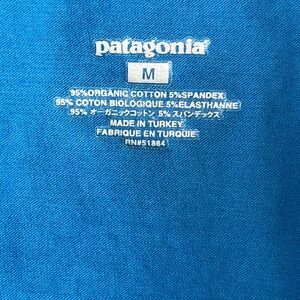 patagonia
M
95%ORGANIC COTTON 5%SPANDEX
95% COTON BIOLOGIQUE 5%ELASTHANNE
95% オーガニックコットン 5% スパンデックス
MADE IN TURKEY
FABRIQUE EN TURQUIE
RN#51884